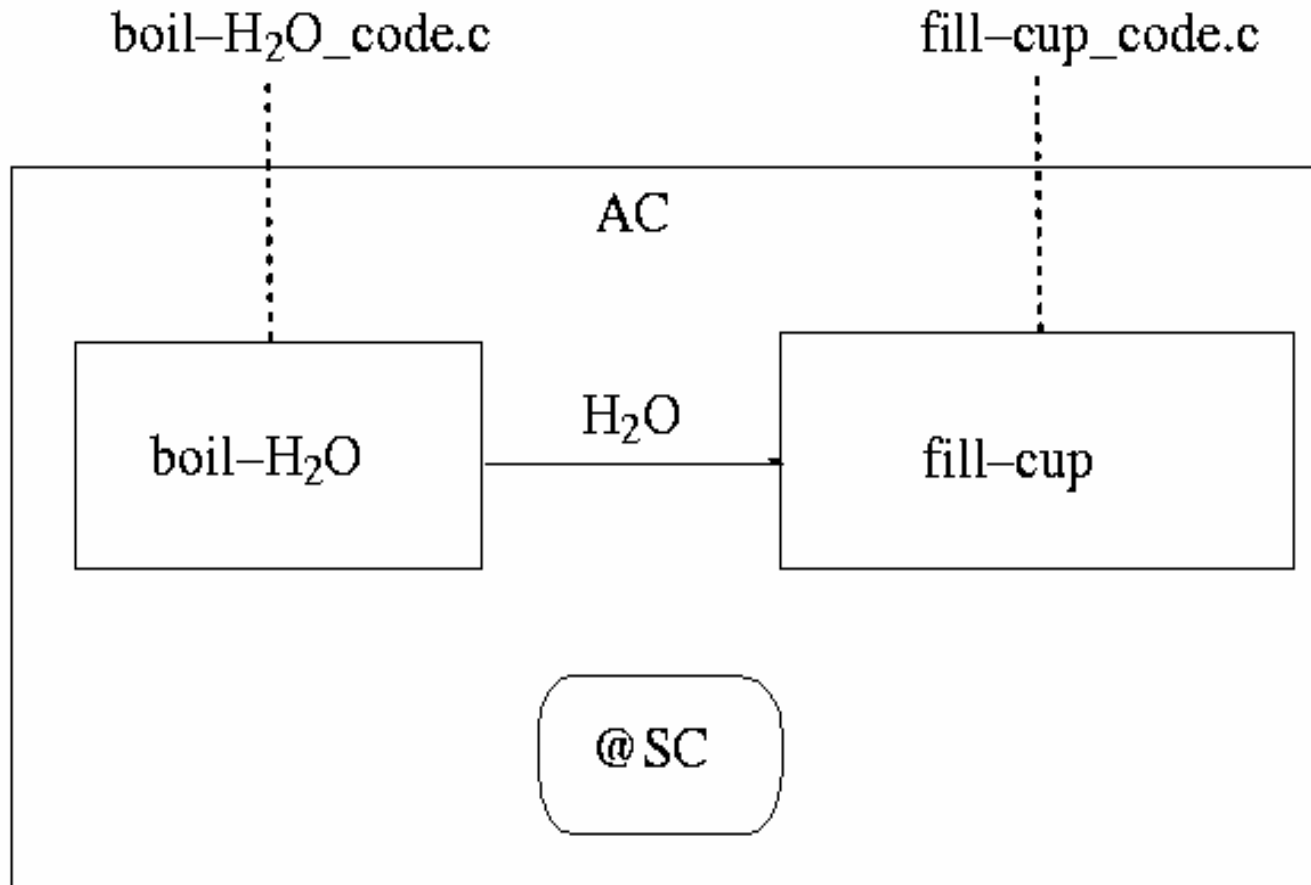 boil–H₂O_code.c
fill–cup_code.c
AC
H₂O
boil–H₂O
fill–cup
@SC